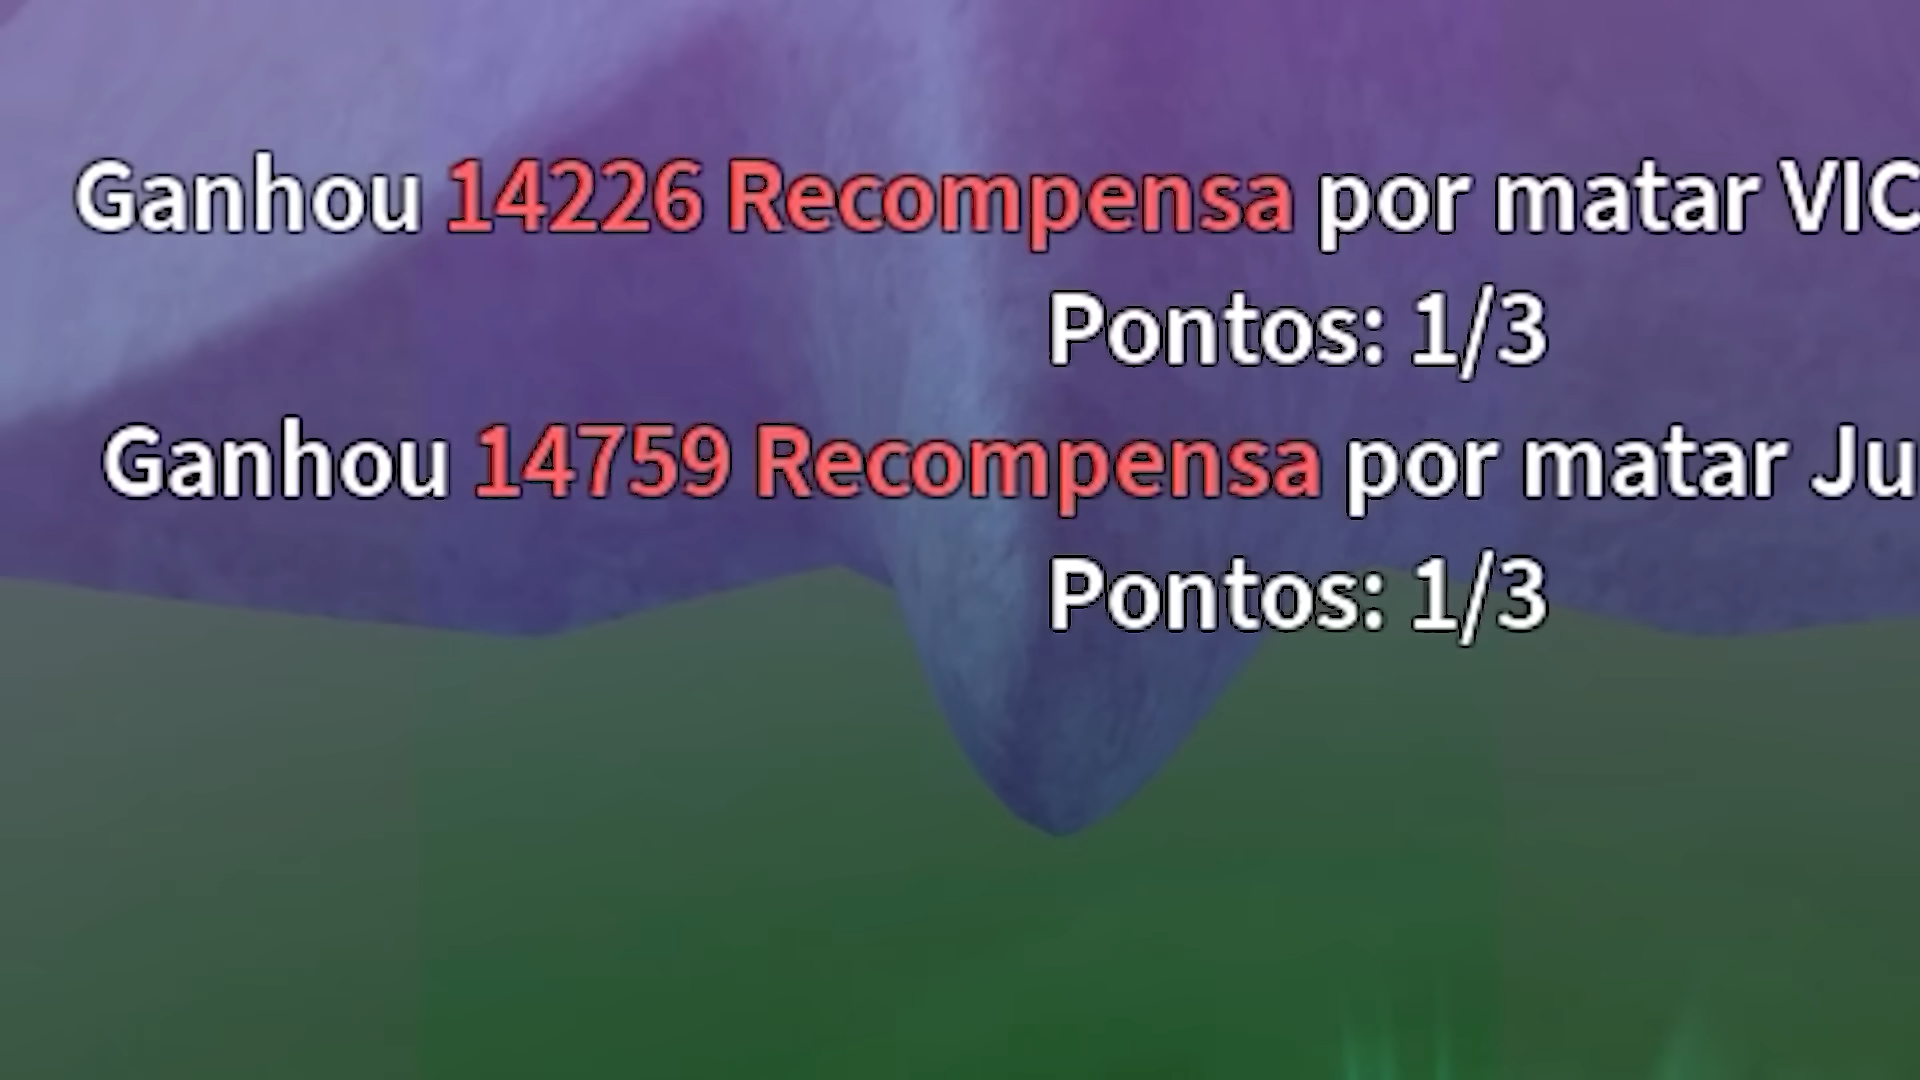 Ganhou 14226 Recompensa por matar VIC
Pontos: 1/3
Ganhou 14759 Recompensa por matar Ju
Pontos: 1/3